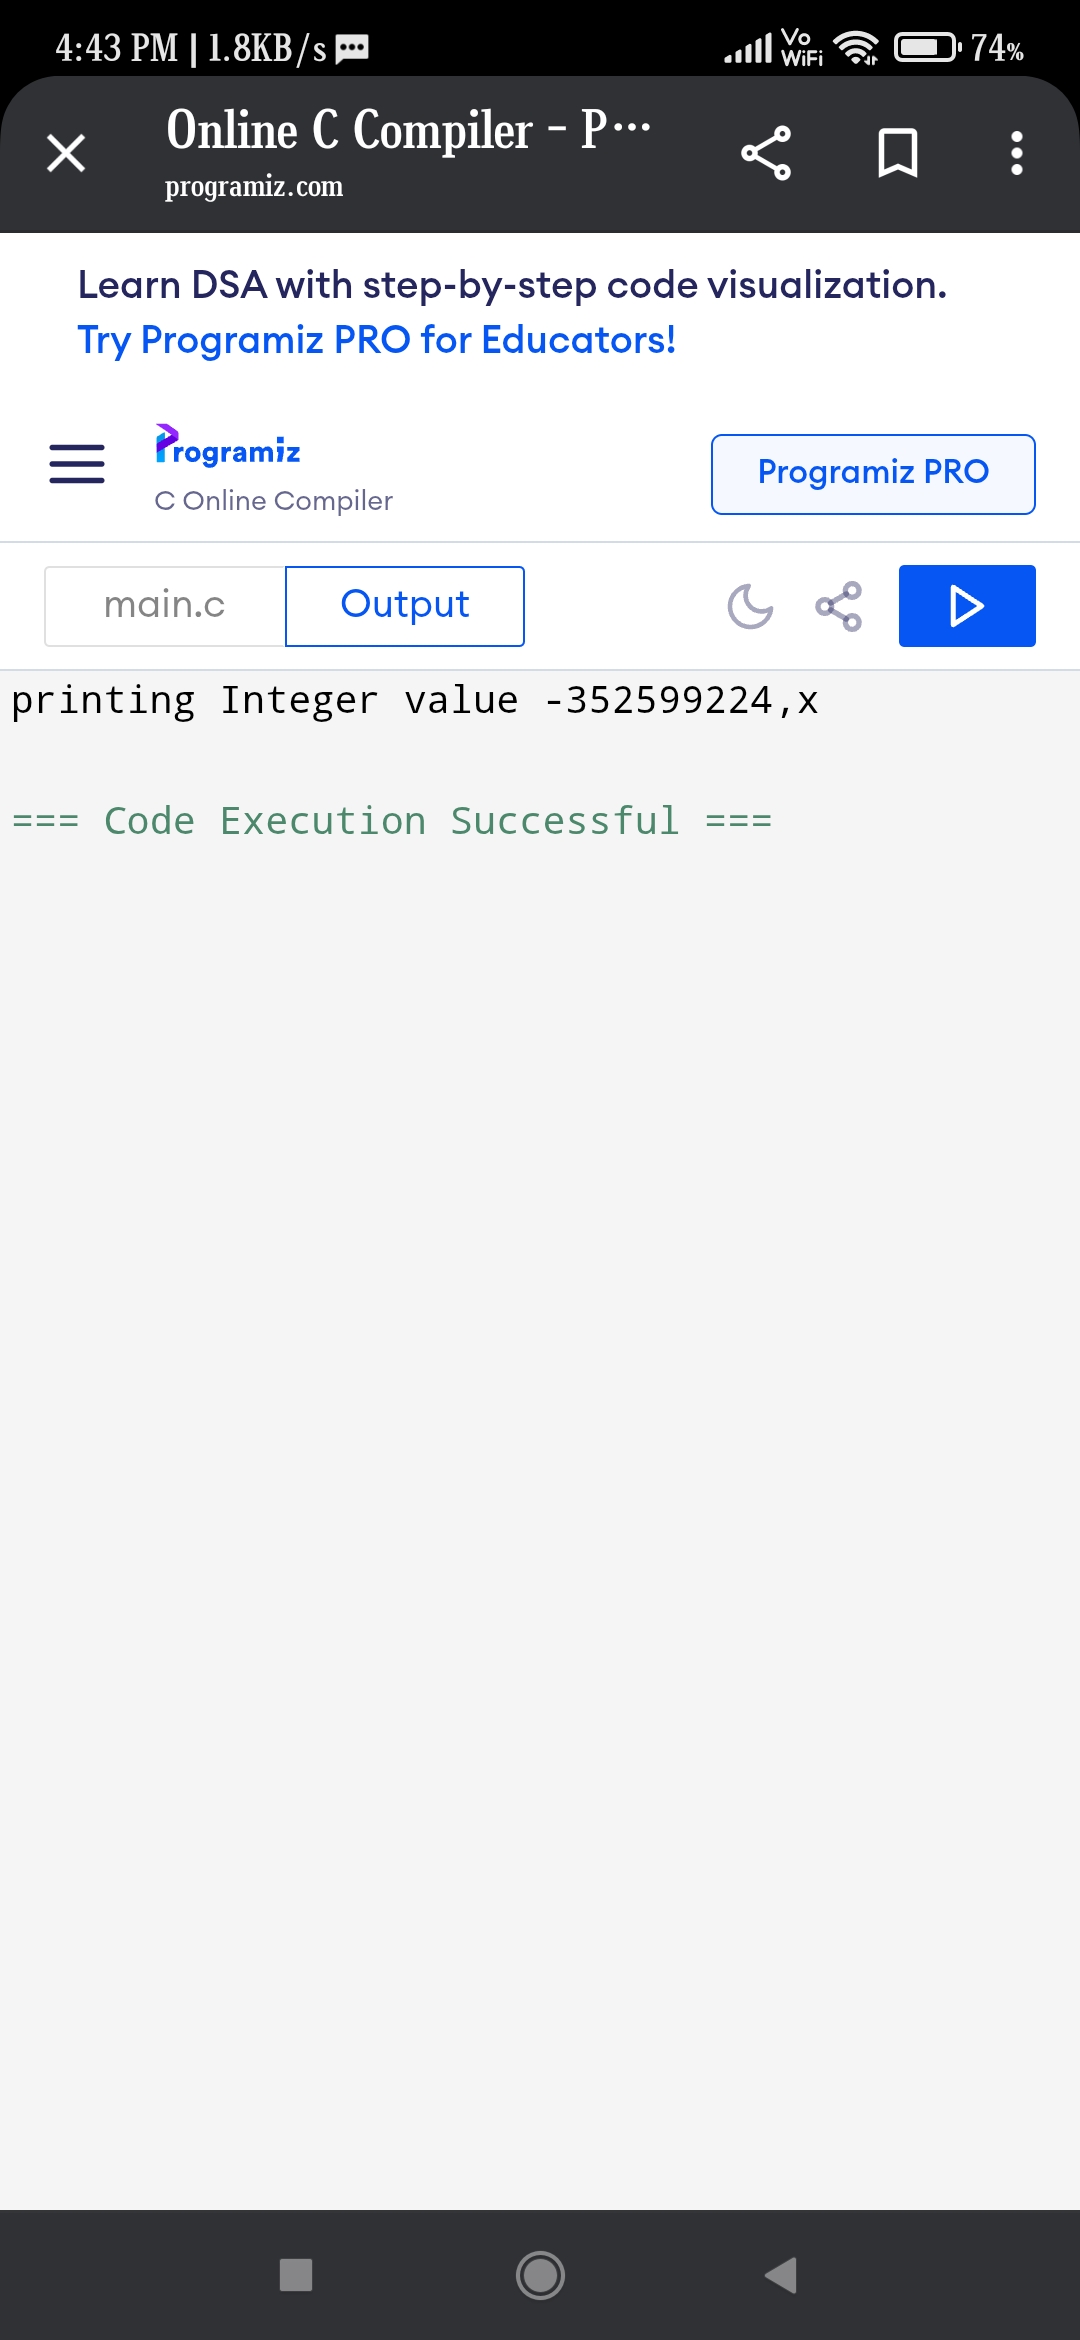 4:43 PM | 1.8KB/s
Vo WiFi
74%
Online C Compiler - P...
programiz.com
Learn DSA with step-by-step code visualization.
Try Programiz PRO for Educators!
Programiz
C Online Compiler
Programiz PRO
main.c
Output
printing Integer value -352599224,x
=== Code Execution Successful ===